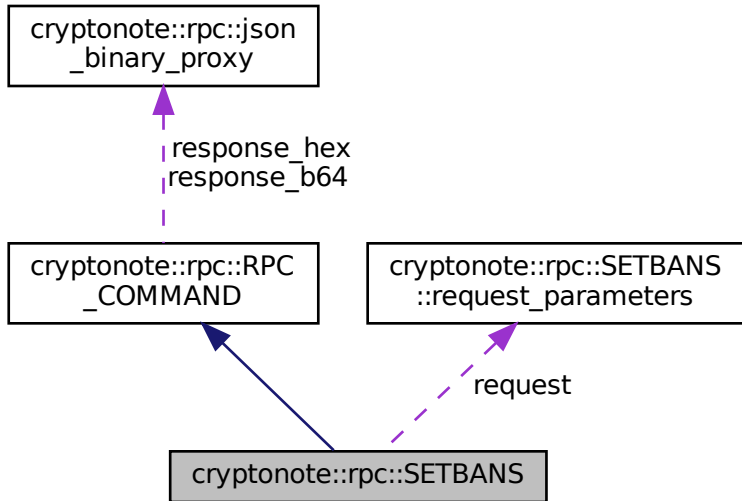 cryptonote::rpc::json
_binary_proxy
response_hex
response_b64
cryptonote::rpc::RPC
_COMMAND
cryptonote::rpc::SETBANS
::request_parameters
request
cryptonote::rpc::SETBANS